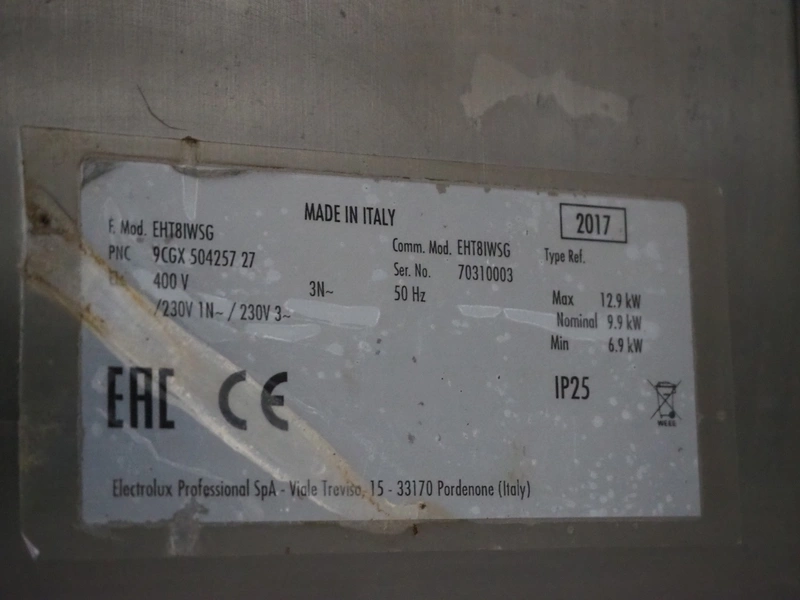 MADE IN ITALY
2017
F. Mod. EHT8IWSG
Comm. Mod. EHT8IWSG
Type Ref.
PNC 9CGX 504257 27
Ser. No. 70310003
400 V 3N~ 50 Hz
/230V 1N~ / 230V 3~
Max 12.9 kW
Nominal 9.9 kW
Min 6.9 kW
EAC CE
IP25
WEEE
Electrolux Professional SpA - Viale Treviso, 15 - 33170 Pordenone (Italy)